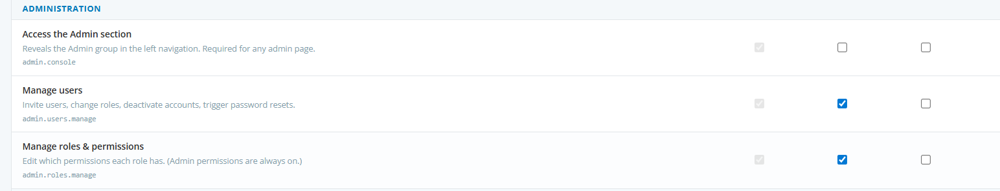 ADMINISTRATION
Access the Admin section
Reveals the Admin group in the left navigation. Required for any admin page.
admin.console
Manage users
Invite users, change roles, deactivate accounts, trigger password resets.
admin.users.manage
Manage roles & permissions
Edit which permissions each role has. (Admin permissions are always on.)
admin.roles.manage